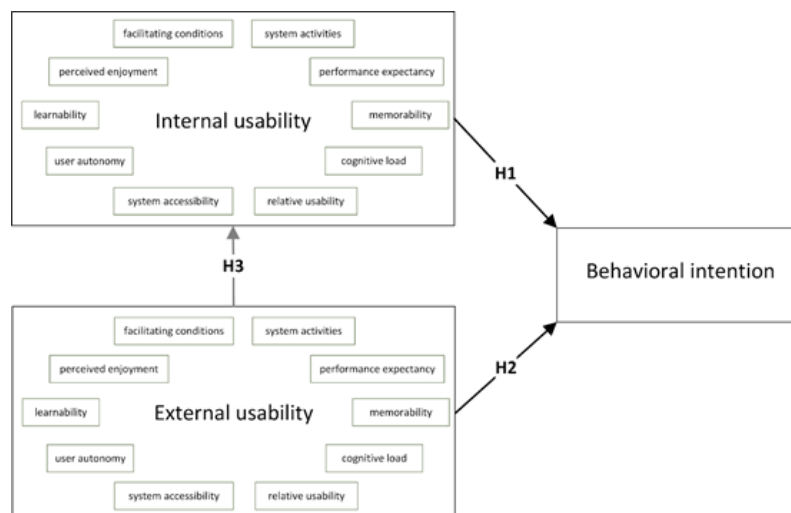 facilitating conditions
system activities
perceived enjoyment
performance expectancy
learnability
Internal usability
memorability
user autonomy
cognitive load
system accessibility
relative usability
H1
H3
Behavioral intention
facilitating conditions
system activities
perceived enjoyment
performance expectancy
H2
learnability
External usability
memorability
user autonomy
cognitive load
system accessibility
relative usability